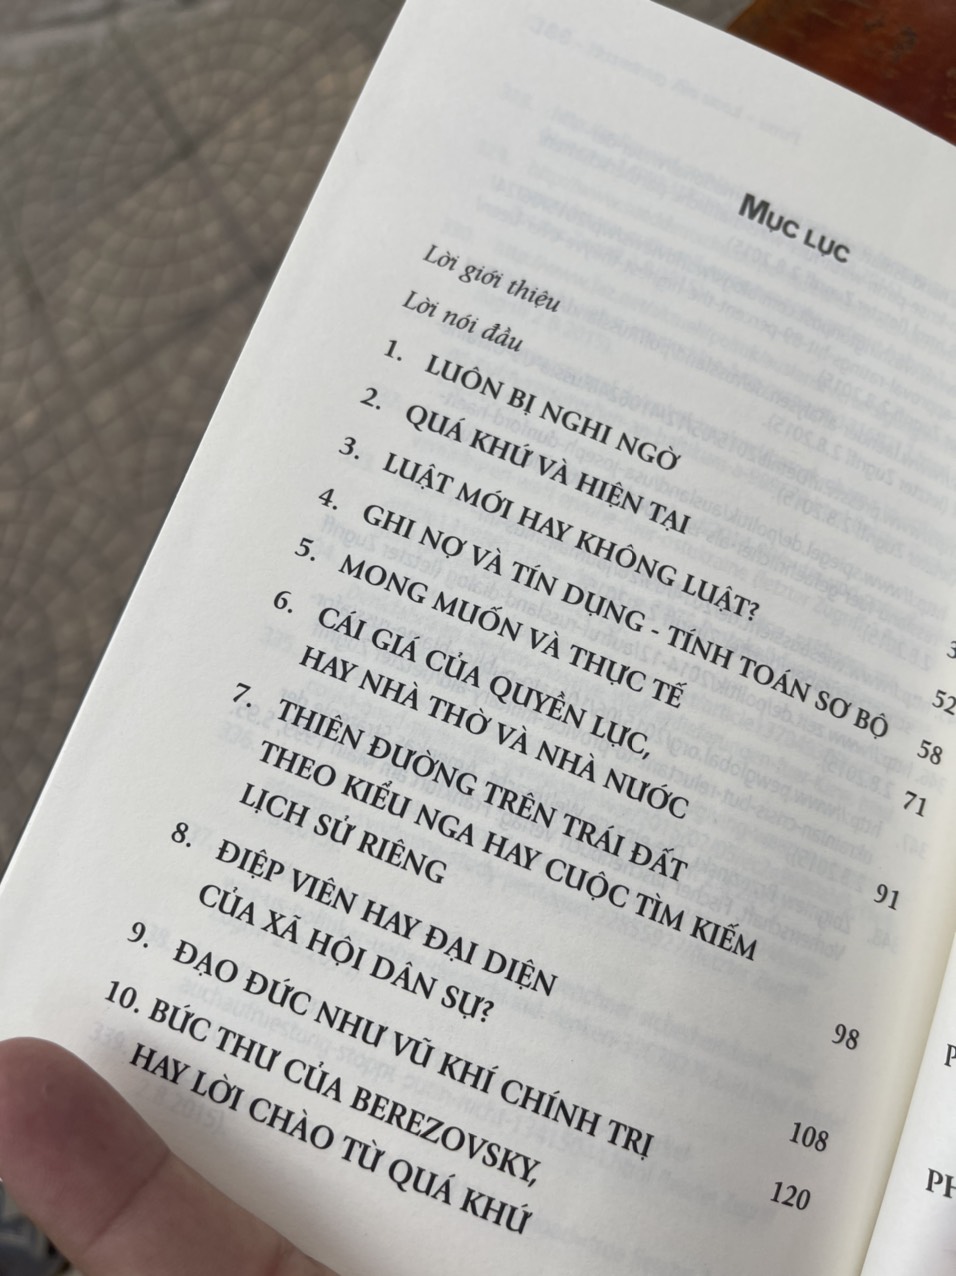 MỤC LỤC
Lời giới thiệu
Lời nói đầu
1. LUÔN BỊ NGHI NGỜ
2. QUÁ KHỨ VÀ HIỆN TẠI 3
3. LUẬT MỚI HAY KHÔNG LUẬT? 52
4. GHI NỢ VÀ TÍN DỤNG - TÍNH TOÁN SƠ BỘ 58
5. MONG MUỐN VÀ THỰC TẾ 71
6. CÁI GIÁ CỦA QUYỀN LỰC,
HAY NHÀ THỜ VÀ NHÀ NƯỚC 91
7. THIÊN ĐƯỜNG TRÊN TRÁI ĐẤT
THEO KIỂU NGA HAY CUỘC TÌM KIẾM
LỊCH SỬ RIÊNG 98
8. ĐIỆP VIÊN HAY ĐẠI DIỆN
CỦA XÃ HỘI DÂN SỰ? 108
9. ĐẠO ĐỨC NHƯ VŨ KHÍ CHÍNH TRỊ 120
10. BỨC THƯ CỦA BEREZOVSKY,
HAY LỜI CHÀO TỪ QUÁ KHỨ